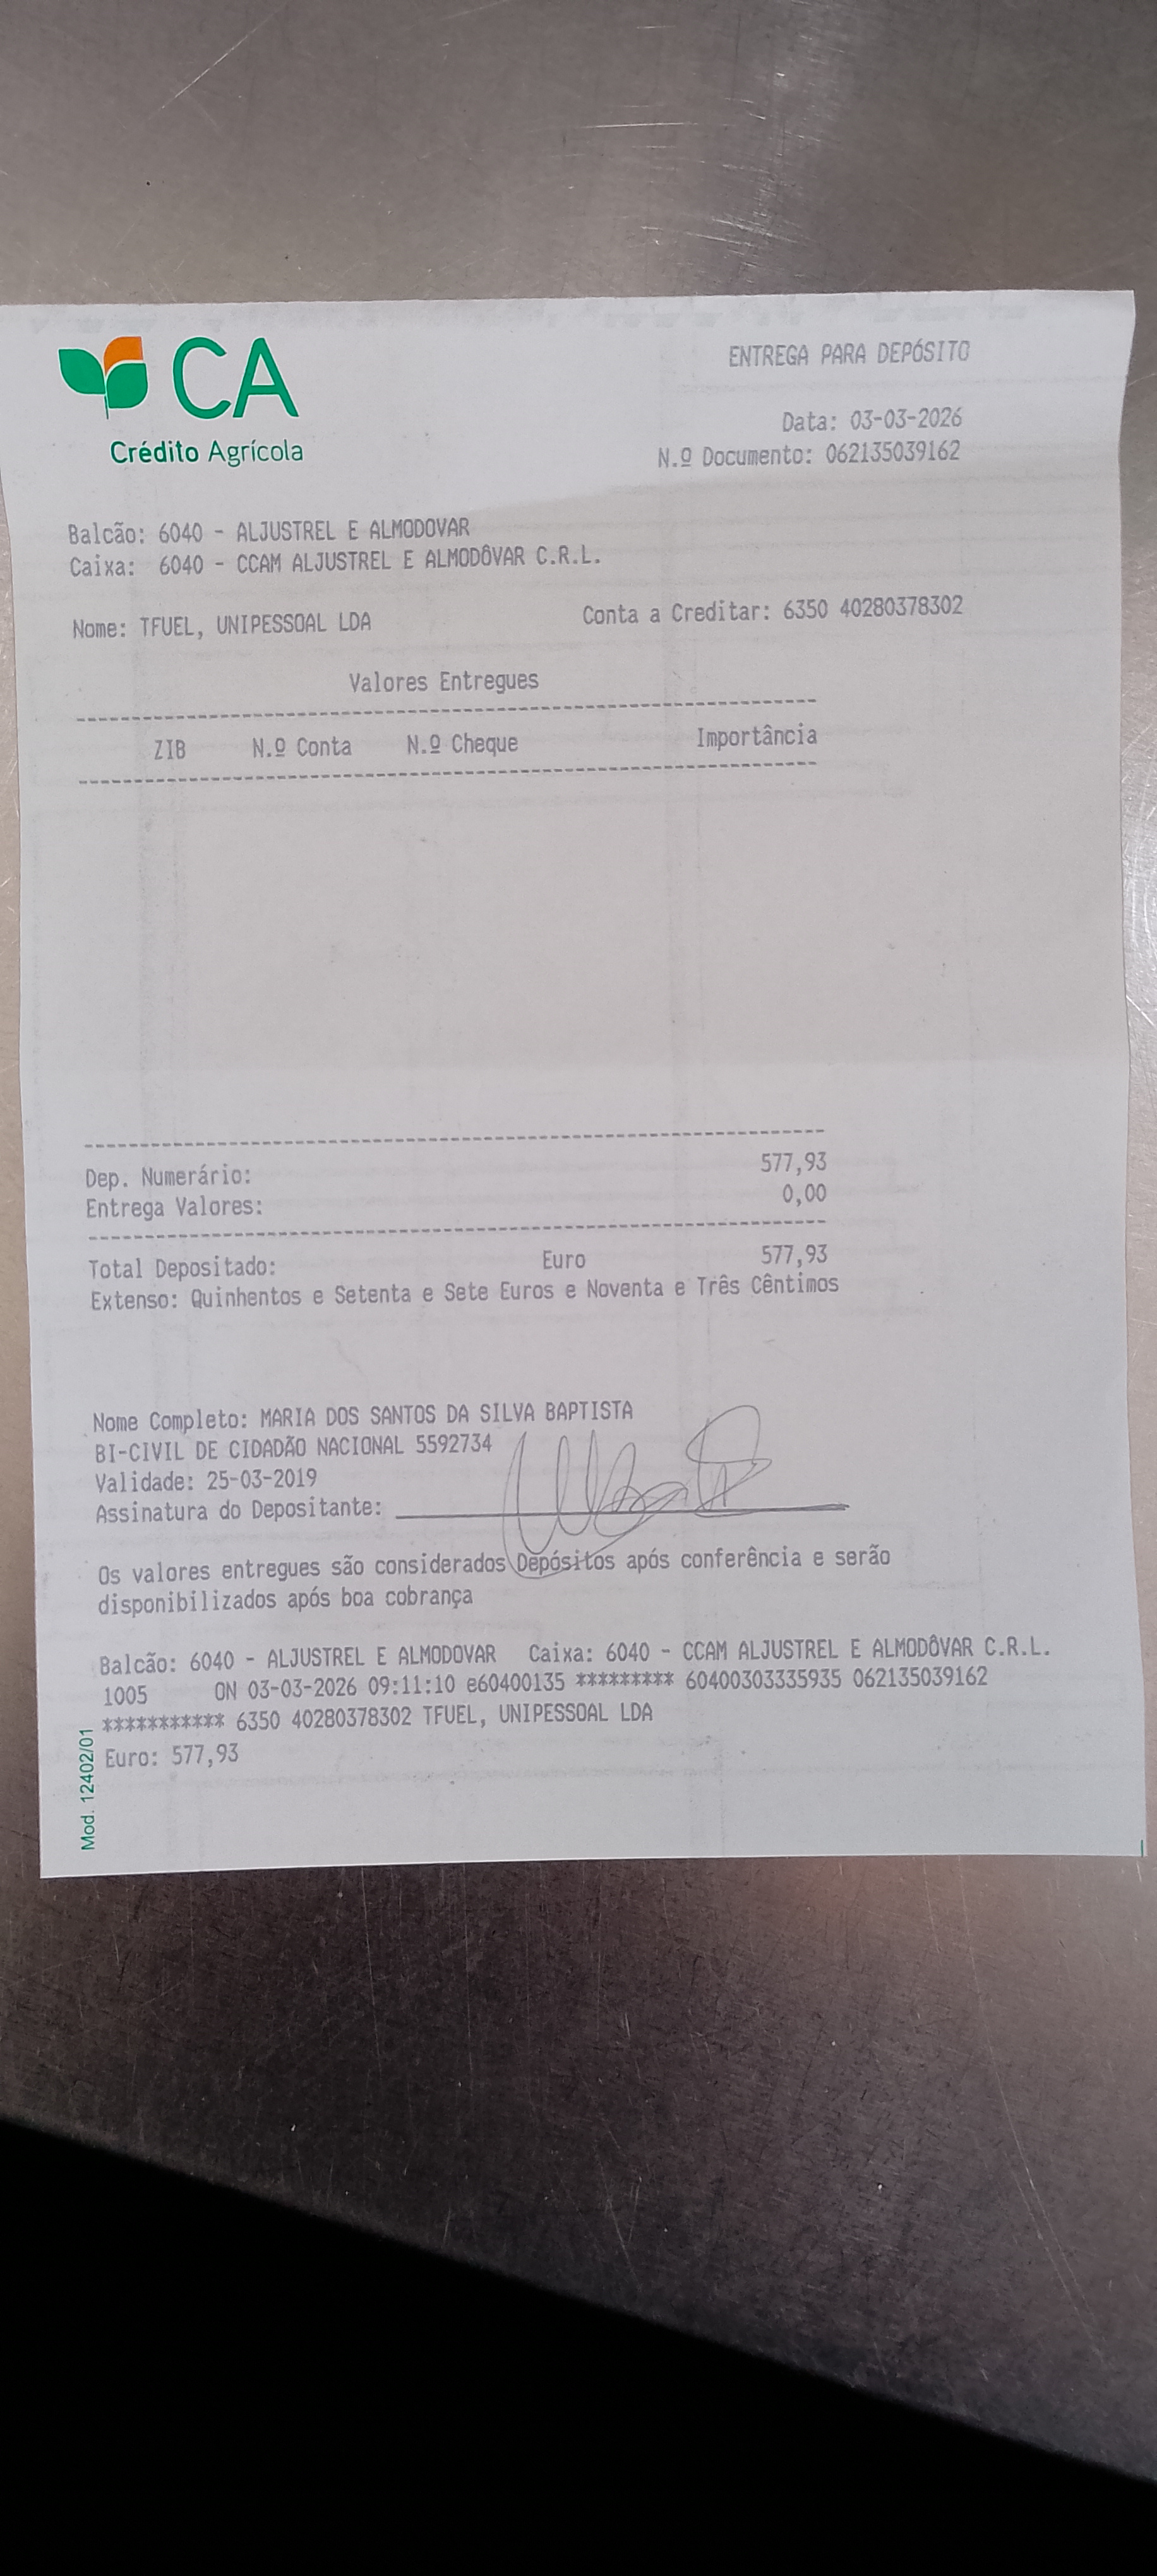 CA
Crédito Agrícola
ENTREGA PARA DEPÓSITO
Data: 03-03-2026
N.º Documento: 062135039162
Balcão: 6040 - ALJUSTREL E ALMODOVAR
Caixa: 6040 - CCAM ALJUSTREL E ALMODÔVAR C.R.L.
Nome: TFUEL, UNIPESSOAL LDA Conta a Creditar: 6350 40280378302
Valores Entregues
ZIB N.º Conta N.º Cheque Importância
Dep. Numerário: 577,93
Entrega Valores: 0,00
Total Depositado: Euro 577,93
Extenso: Quinhentos e Setenta e Sete Euros e Noventa e Três Cêntimos
Nome Completo: MARIA DOS SANTOS DA SILVA BAPTISTA
BI-CIVIL DE CIDADÃO NACIONAL 5592734
Validade: 25-03-2019
Assinatura do Depositante:
Os valores entregues são considerados Depósitos após conferência e serão
disponibilizados após boa cobrança
Balcão: 6040 - ALJUSTREL E ALMODOVAR Caixa: 6040 - CCAM ALJUSTREL E ALMODÔVAR C.R.L.
1005 ON 03-03-2026 09:11:10 e60400135 ********* 60400303335935 062135039162
*********** 6350 40280378302 TFUEL, UNIPESSOAL LDA
Euro: 577,93
Mod. 12402/01